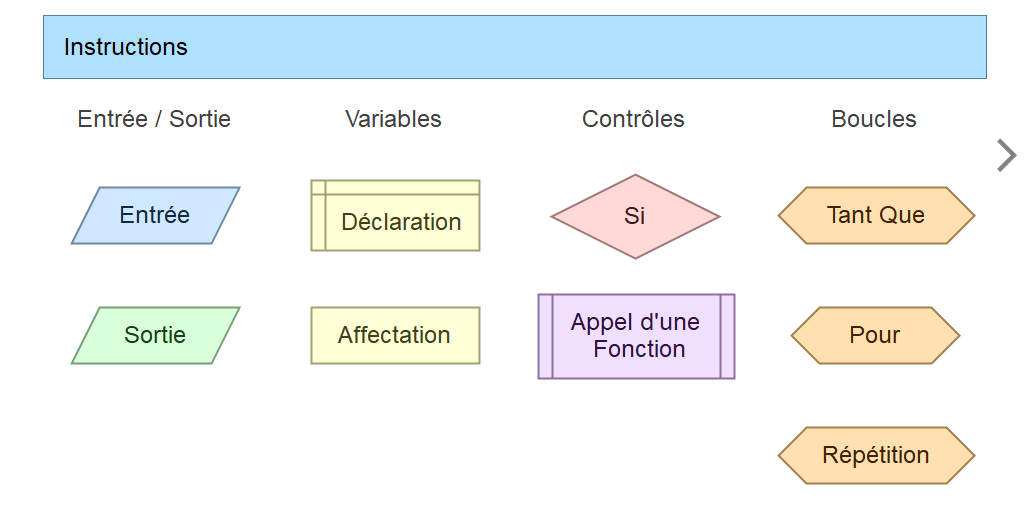 Instructions
Entrée / Sortie
Variables
Contrôles
Boucles
Entrée
Déclaration
Si
Tant Que
Sortie
Affectation
Appel d'une
Fonction
Pour
Répétition